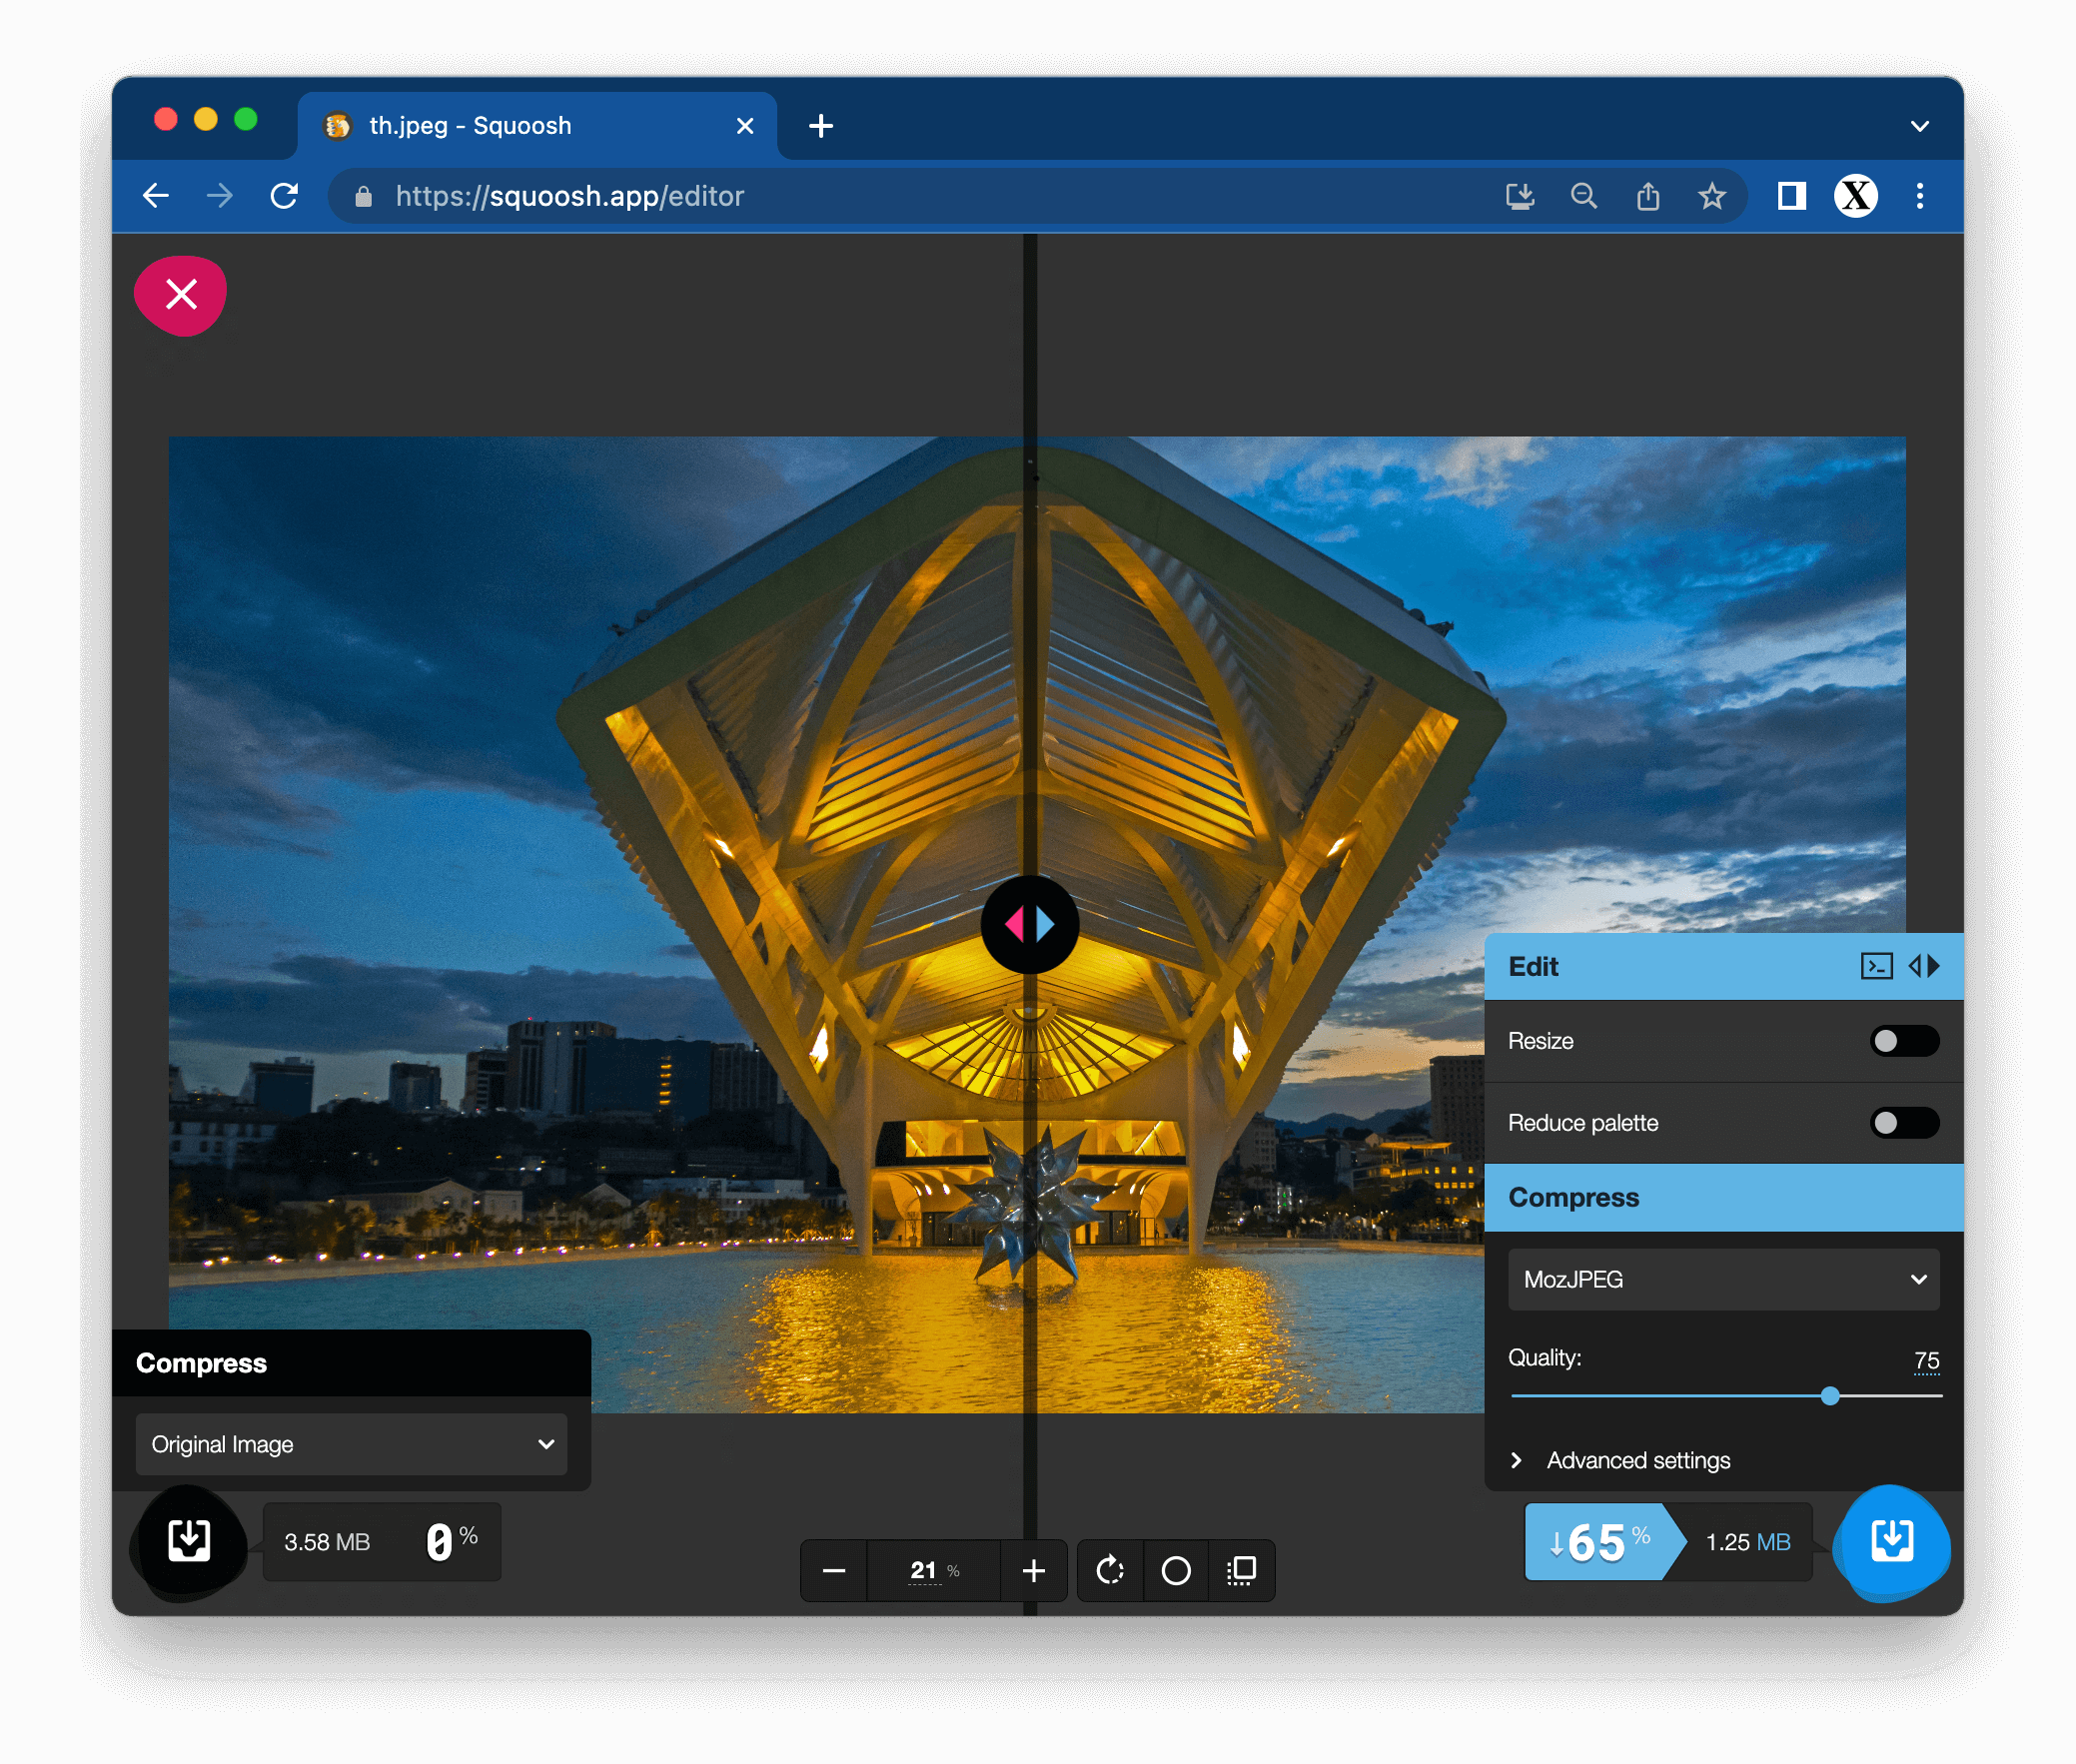 th.jpeg - Squoosh
https://squoosh.app/editor
X
Edit
Resize
Reduce palette
Compress
MozJPEG
Quality: 75
Advanced settings
Compress
Original Image
3.58 MB 0 %
21 %
↓65 % 1.25 MB